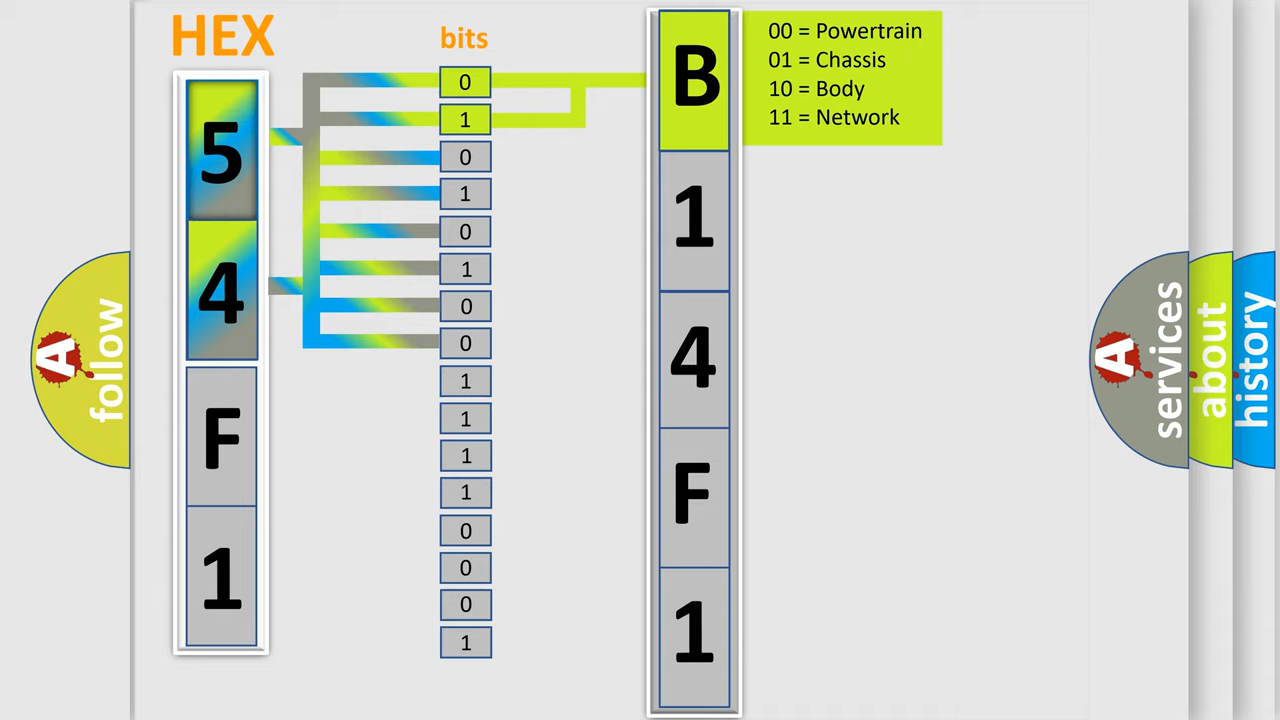 HEX
5
4
F
1
bits
0
1
0
1
0
1
0
0
1
1
1
1
0
0
0
1
B
1
4
F
1
00 = Powertrain
01 = Chassis
10 = Body
11 = Network
A
follow
A
services
about
history